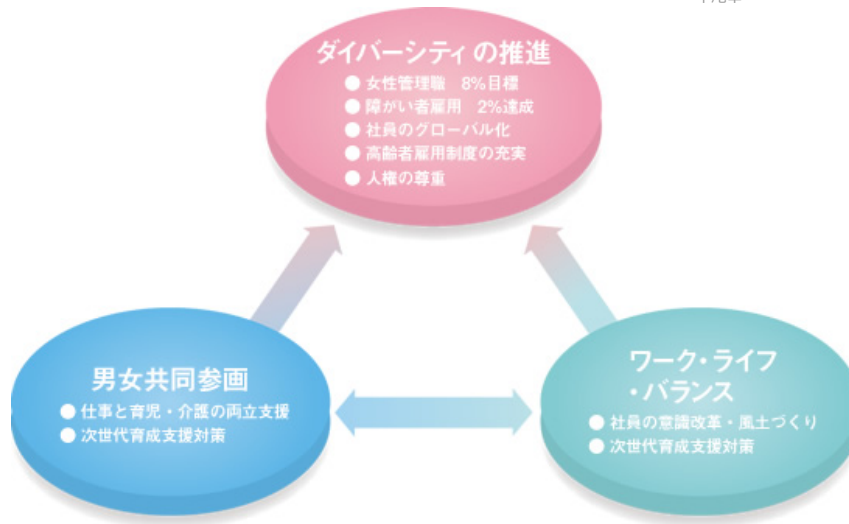 ダイバーシティの推進
● 女性管理職　8%目標
● 障がい者雇用　2%達成
● 社員のグローバル化
● 高齢者雇用制度の充実
● 人権の尊重
男女共同参画
● 仕事と育児・介護の両立支援
● 次世代育成支援対策
ワーク・ライフ
・バランス
● 社員の意識改革・風土づくり
● 次世代育成支援対策